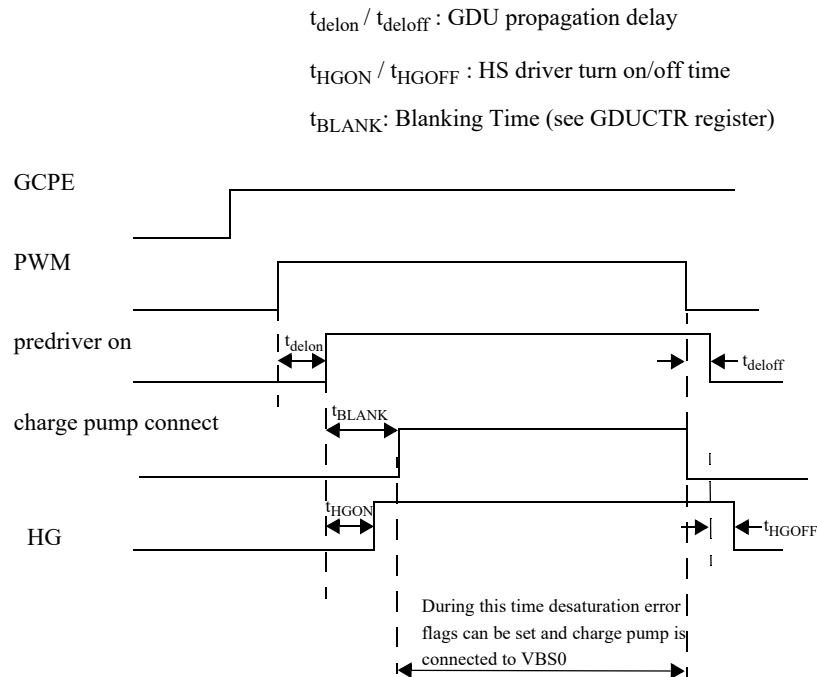 tdelon / tdeloff : GDU propagation delay
tHGON / tHGOFF : HS driver turn on/off time
tBLANK: Blanking Time (see GDUCTR register)
GCPE
PWM
predriver on
tdelon
tdeloff
tBLANK
charge pump connect
tHGON
HG
tHGOFF
During this time desaturation error
flags can be set and charge pump is
connected to VBS0